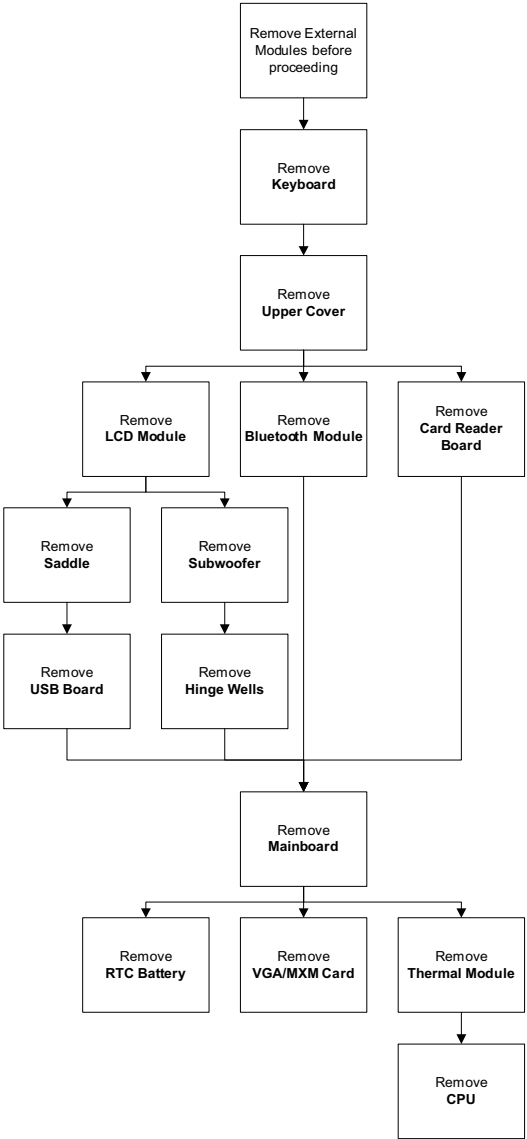 Remove External
Modules before
proceeding
Remove
Keyboard
Remove
Upper Cover
Remove
LCD Module
Remove
Bluetooth Module
Remove
Card Reader
Board
Remove
Saddle
Remove
Subwoofer
Remove
USB Board
Remove
Hinge Wells
Remove
Mainboard
Remove
RTC Battery
Remove
VGA/MXM Card
Remove
Thermal Module
Remove
CPU